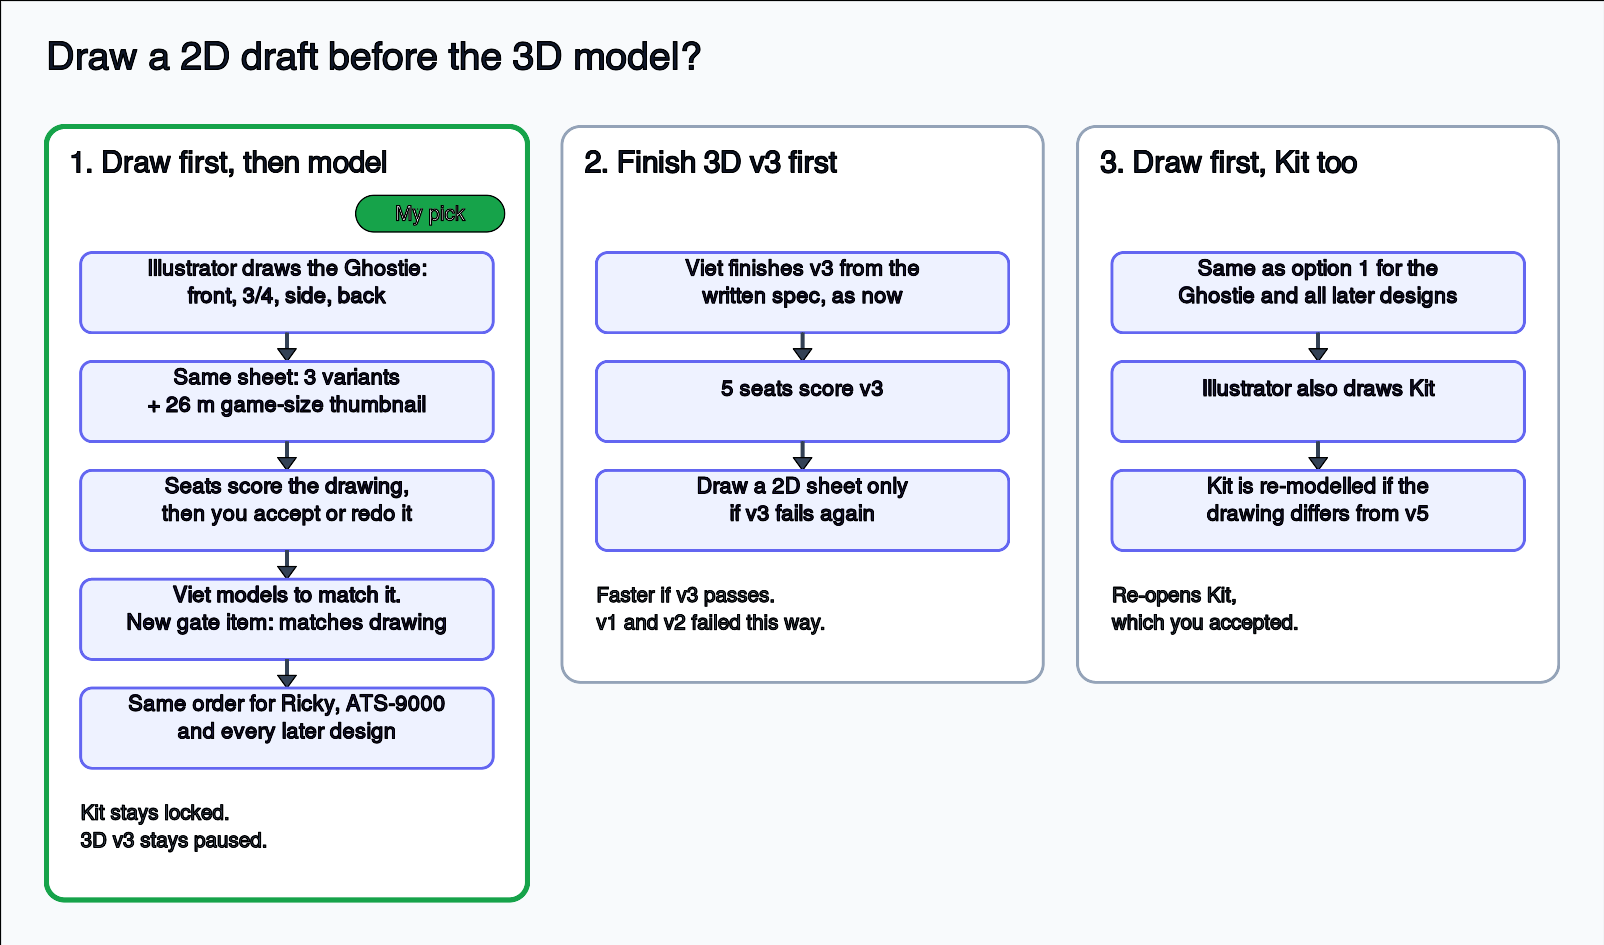 Draw a 2D draft before the 3D model?
1. Draw first, then model
My pick
Illustrator draws the Ghostie:
front, 3/4, side, back
Same sheet: 3 variants
+ 26 m game-size thumbnail
Seats score the drawing,
then you accept or redo it
Viet models to match it.
New gate item: matches drawing
Same order for Ricky, ATS-9000
and every later design
Kit stays locked.
3D v3 stays paused.
2. Finish 3D v3 first
Viet finishes v3 from the
written spec, as now
5 seats score v3
Draw a 2D sheet only
if v3 fails again
Faster if v3 passes.
v1 and v2 failed this way.
3. Draw first, Kit too
Same as option 1 for the
Ghostie and all later designs
Illustrator also draws Kit
Kit is re-modelled if the
drawing differs from v5
Re-opens Kit,
which you accepted.